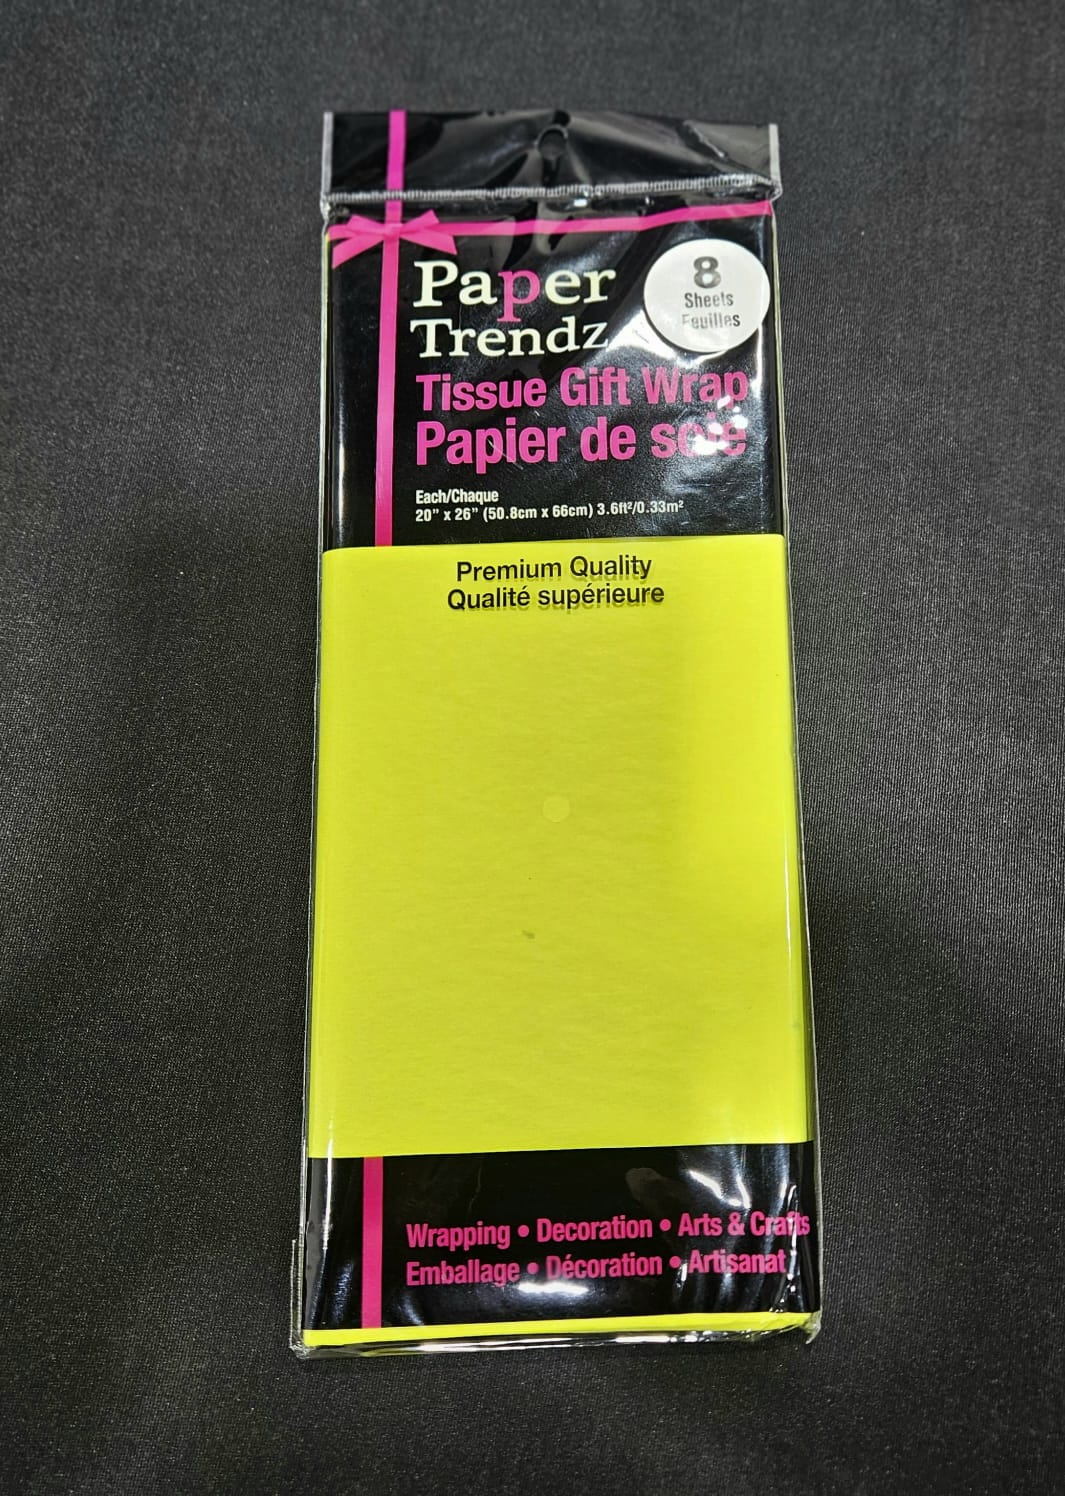 Paper
Trendz
8
Sheets
Feuilles
Tissue Gift Wrap
Papier de soie
Each/Chaque
20” x 26” (50.8cm x 66cm) 3.6ft²/0.33m²
Premium Quality
Qualité supérieure
Wrapping • Decoration • Arts & Crafts
Emballage • Décoration • Artisanat